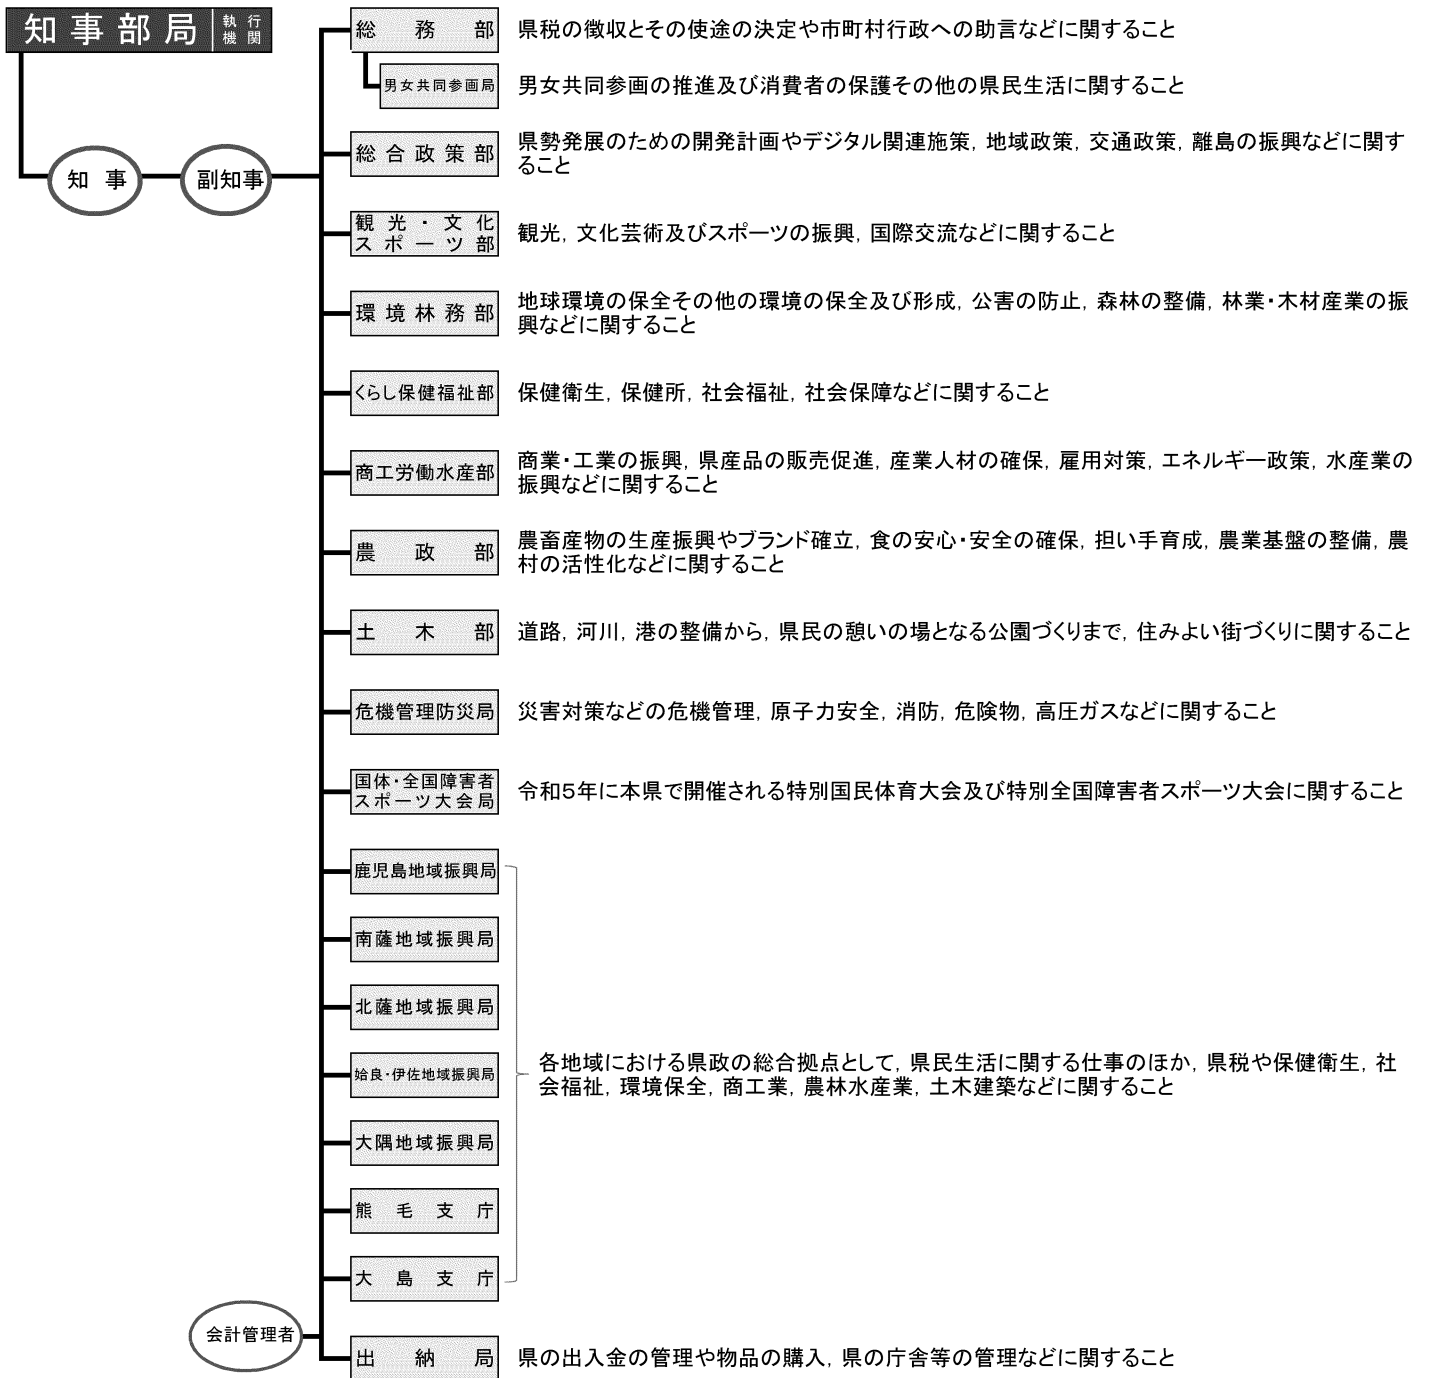 知事部局 執行
機関
総務部 県税の徴収とその使途の決定や市町村行政への助言などに関すること
男女共同参画局 男女共同参画の推進及び消費者の保護その他の県民生活に関すること
知事 副知事
総合政策部 県勢発展のための開発計画やデジタル関連施策，地域政策，交通政策，離島の振興などに関す
ること
観光・文化
スポーツ部
観光，文化芸術及びスポーツの振興，国際交流などに関すること
環境林務部 地球環境の保全その他の環境の保全及び形成，公害の防止，森林の整備，林業・木材産業の振
興などに関すること
くらし保健福祉部 保健衛生，保健所，社会福祉，社会保障などに関すること
商工労働水産部 商業・工業の振興，県産品の販売促進，産業人材の確保，雇用対策，エネルギー政策，水産業の
振興などに関すること
農政部 農畜産物の生産振興やブランド確立，食の安心・安全の確保，担い手育成，農業基盤の整備，農
村の活性化などに関すること
土木部 道路，河川，港の整備から，県民の憩いの場となる公園づくりまで，住みよい街づくりに関すること
危機管理防災局 災害対策などの危機管理，原子力安全，消防，危険物，高圧ガスなどに関すること
国体・全国障害者
スポーツ大会局
令和５年に本県で開催される特別国民体育大会及び特別全国障害者スポーツ大会に関すること
鹿児島地域振興局
南薩地域振興局
北薩地域振興局
姶良・伊佐地域振興局
大隅地域振興局
熊毛支庁
大島支庁
各地域における県政の総合拠点として，県民生活に関する仕事のほか，県税や保健衛生，社
会福祉，環境保全，商工業，農林水産業，土木建築などに関すること
会計管理者
出納局 県の出入金の管理や物品の購入，県の庁舎等の管理などに関すること